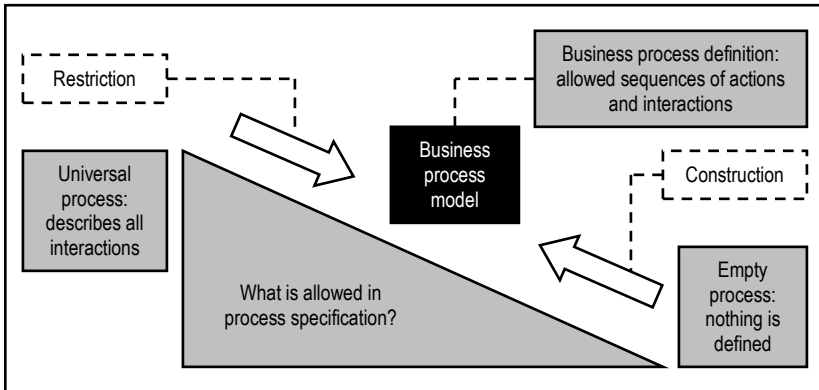 Restriction
Business process definition:
allowed sequences of actions
and interactions
Business
process
model
Universal
process:
describes all
interactions
Construction
What is allowed in
process specification?
Empty
process:
nothing is
defined